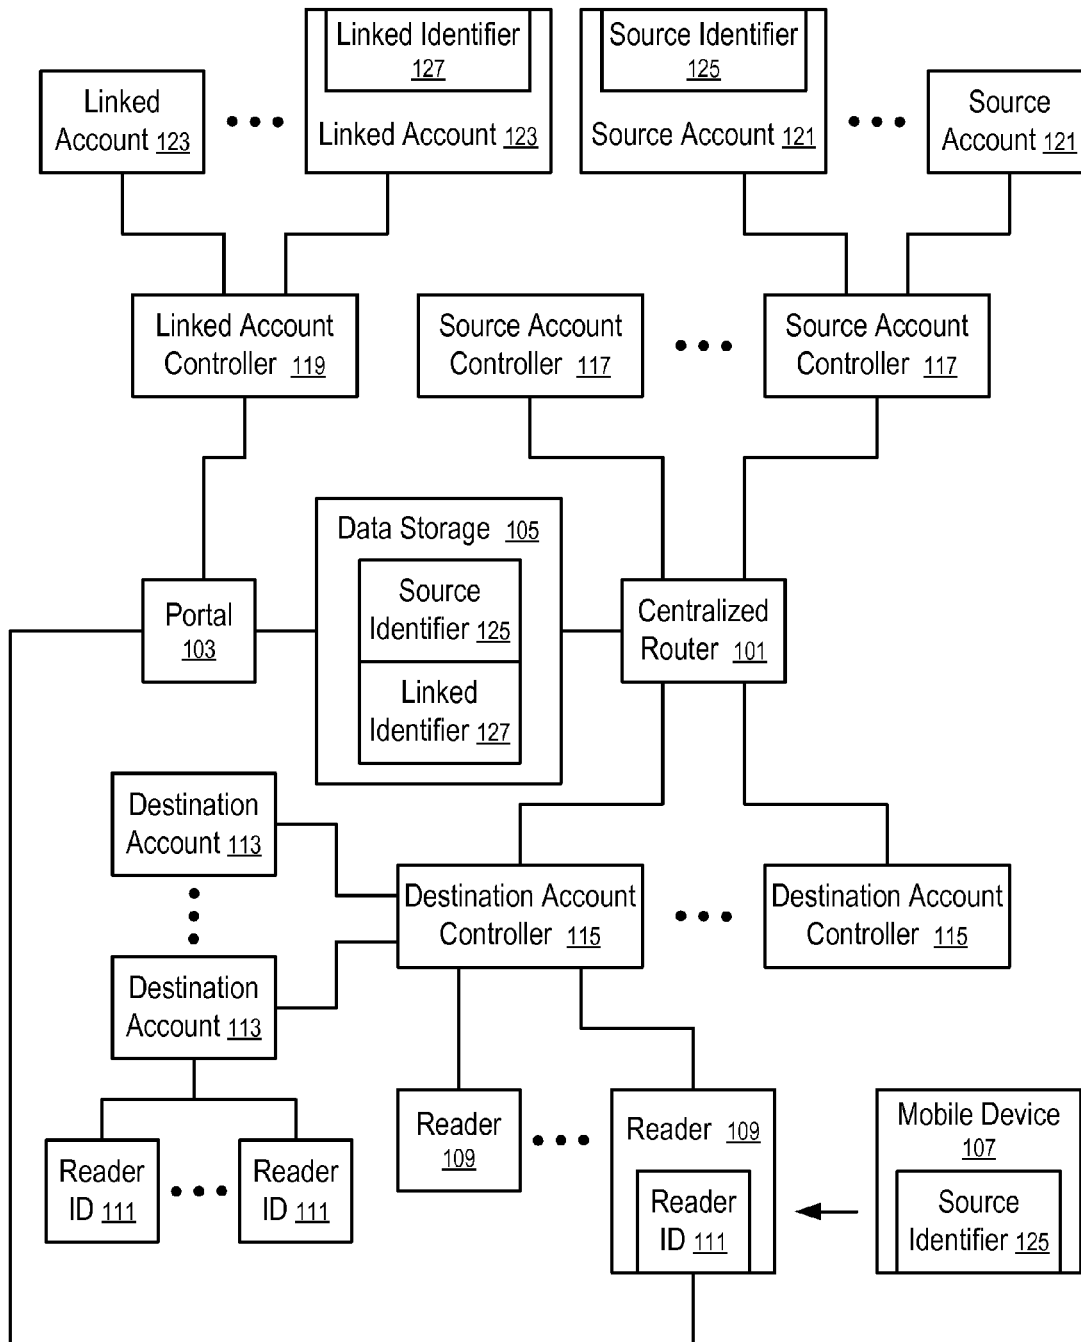 Linked Identifier
127
Linked Account 123
Source Identifier
125
Source Account 121
Linked
Account 123
Source
Account 121
Linked Account
Controller 119
Source Account
Controller 117
Source Account
Controller 117
Data Storage 105
Source
Identifier 125
Linked
Identifier 127
Portal
103
Centralized
Router 101
Destination
Account 113
Destination
Account 113
Destination Account
Controller 115
Destination Account
Controller 115
Reader
ID 111
Reader
ID 111
Reader
109
Reader 109
Reader
ID 111
Mobile Device
107
Source
Identifier 125